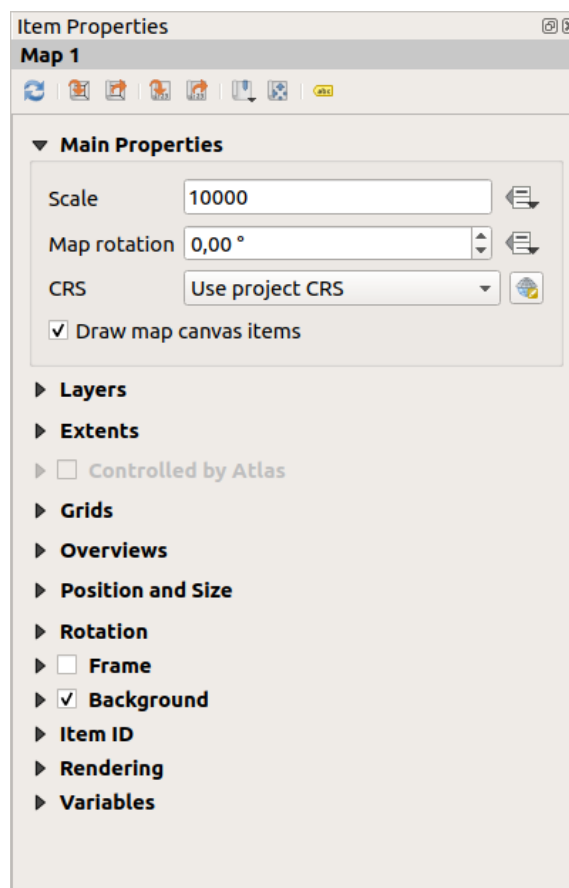 Item Properties
Map 1
abc
Main Properties
Scale 10000
Map rotation 0,00 °
CRS Use project CRS
Draw map canvas items
Layers
Extents
Controlled by Atlas
Grids
Overviews
Position and Size
Rotation
Frame
Background
Item ID
Rendering
Variables